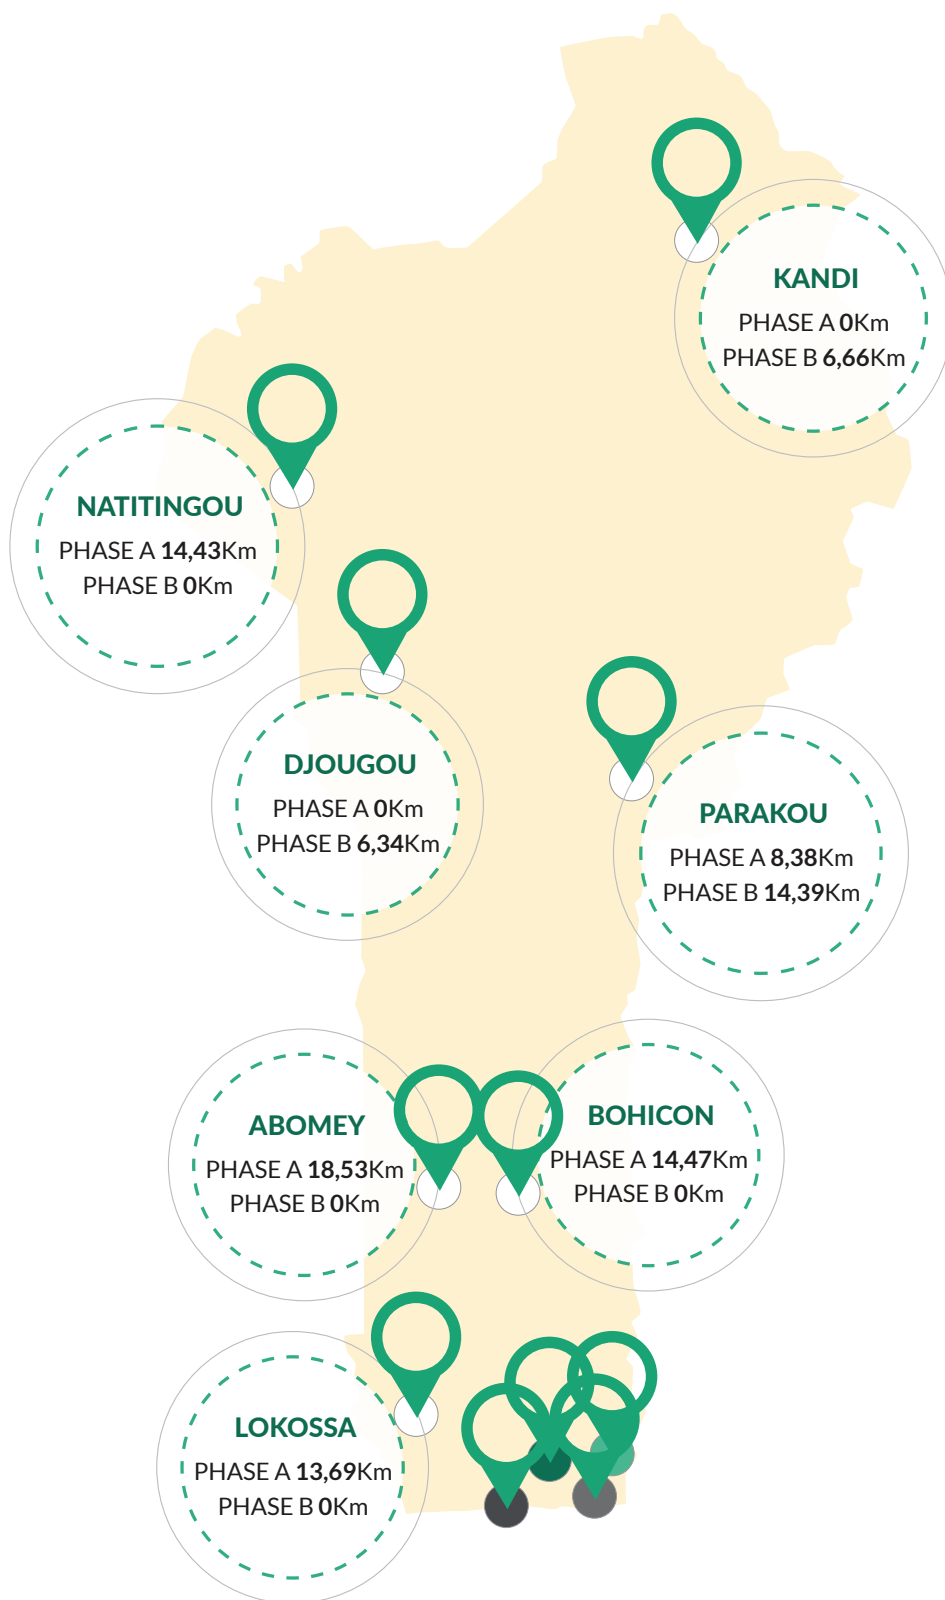 KANDI
PHASE A 0Km
PHASE B 6,66Km
NATITINGOU
PHASE A 14,43Km
PHASE B 0Km
DJOUGOU
PHASE A 0Km
PHASE B 6,34Km
PARAKOU
PHASE A 8,38Km
PHASE B 14,39Km
ABOMEY
PHASE A 18,53Km
PHASE B 0Km
BOHICON
PHASE A 14,47Km
PHASE B 0Km
LOKOSSA
PHASE A 13,69Km
PHASE B 0Km